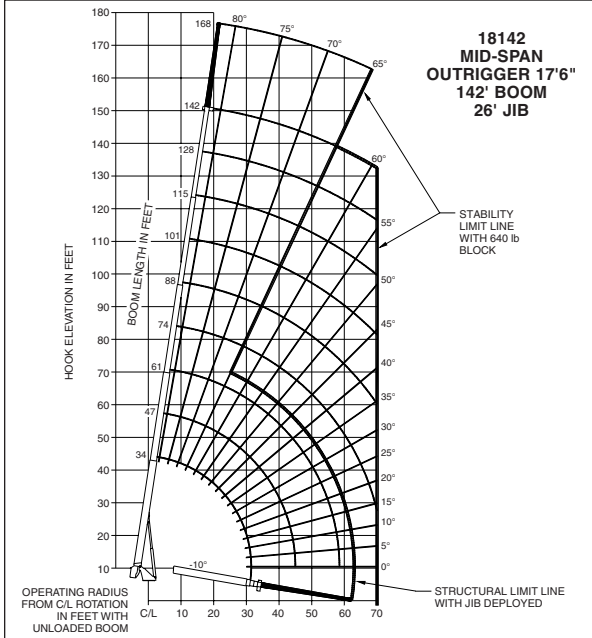 18142
MID-SPAN
OUTRIGGER 17'6"
142' BOOM
26' JIB
180
170
160
150
140
130
120
110
100
90
80
70
60
50
40
30
20
10
HOOK ELEVATION IN FEET
BOOM LENGTH IN FEET
168
142
128
115
101
88
74
61
47
34
80°
75°
70°
65°
60°
55°
50°
45°
40°
35°
30°
25°
20°
15°
10°
5°
0°
-10°
STABILITY
LIMIT LINE
WITH 640 lb
BLOCK
STRUCTURAL LIMIT LINE
WITH JIB DEPLOYED
OPERATING RADIUS
FROM C/L ROTATION
IN FEET WITH
UNLOADED BOOM
C/L 10 20 30 40 50 60 70